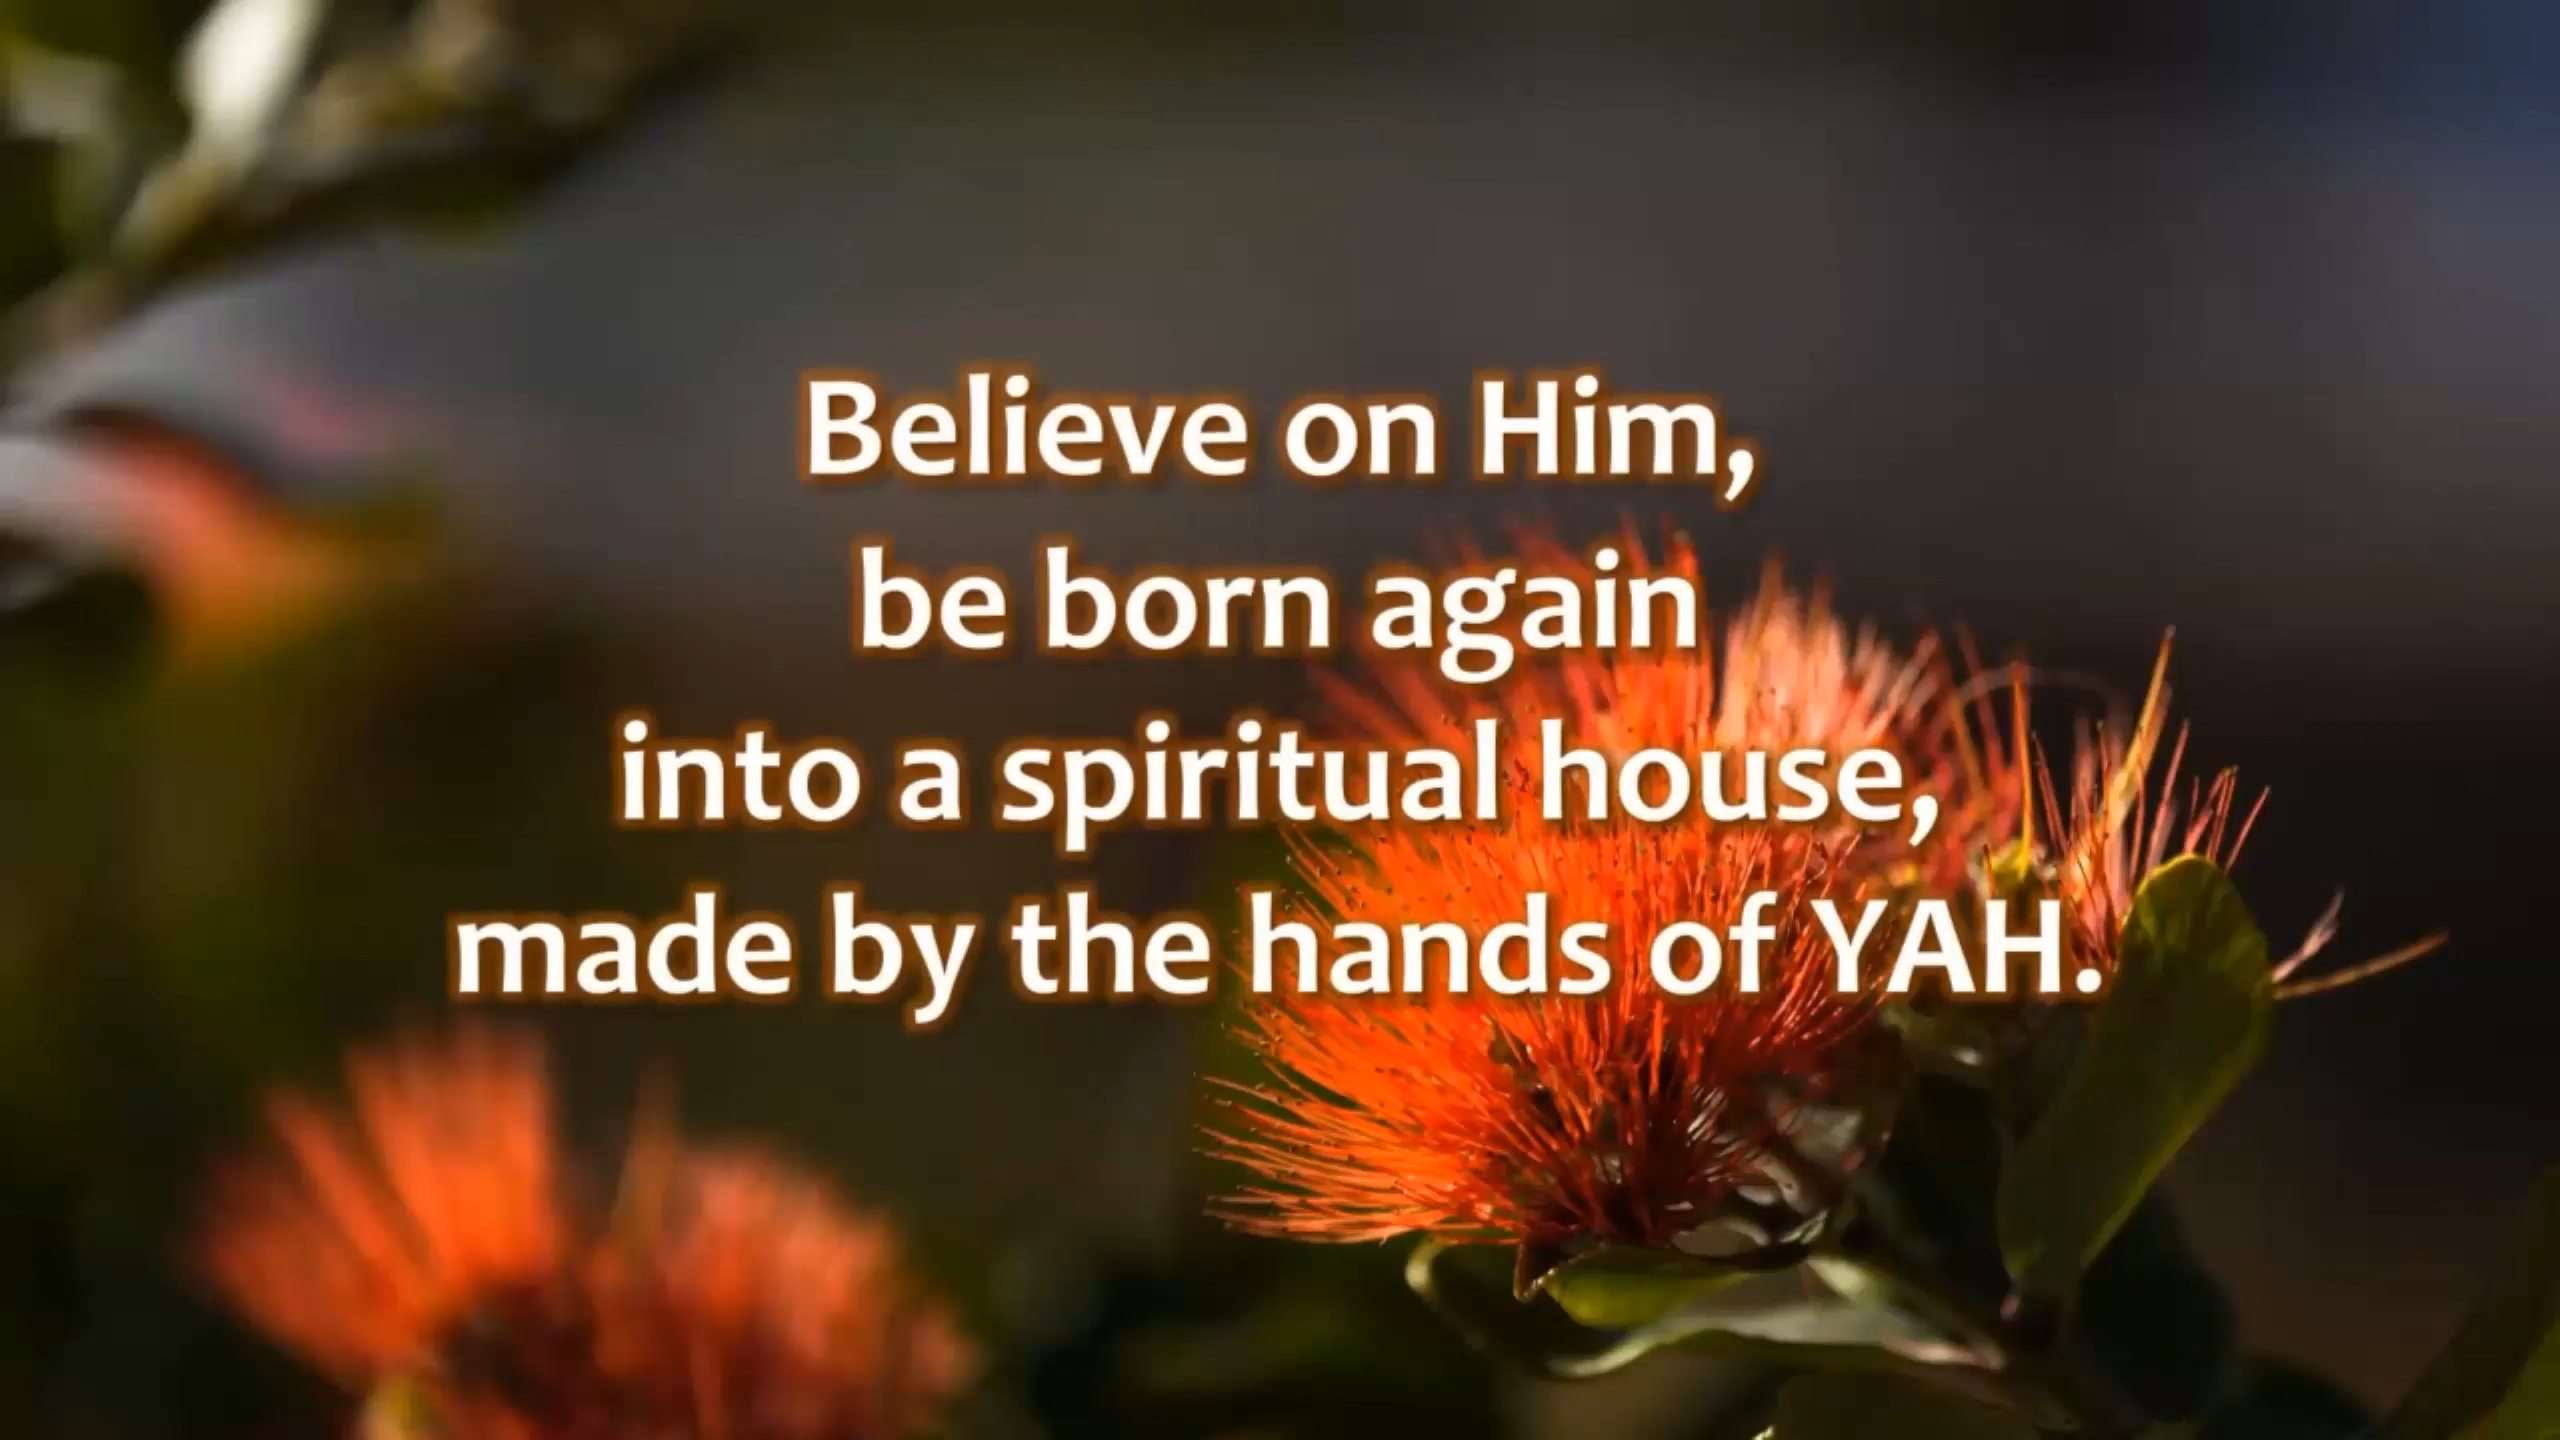 Believe on Him,
be born again
into a spiritual house,
made by the hands of YAH.